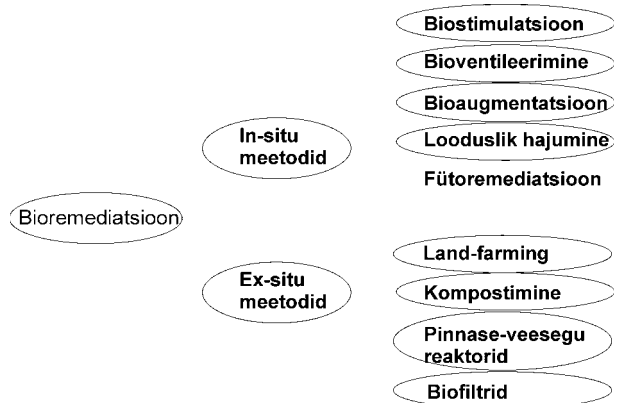 Biostimulatsioon
Bioventileerimine
Bioaugmentatsioon
In-situ
meetodid
Looduslik hajumine
Fütoremediatsioon
Bioremediatsioon
Land-farming
Ex-situ
meetodid
Kompostimine
Pinnase-veesegu
reaktorid
Biofiltrid